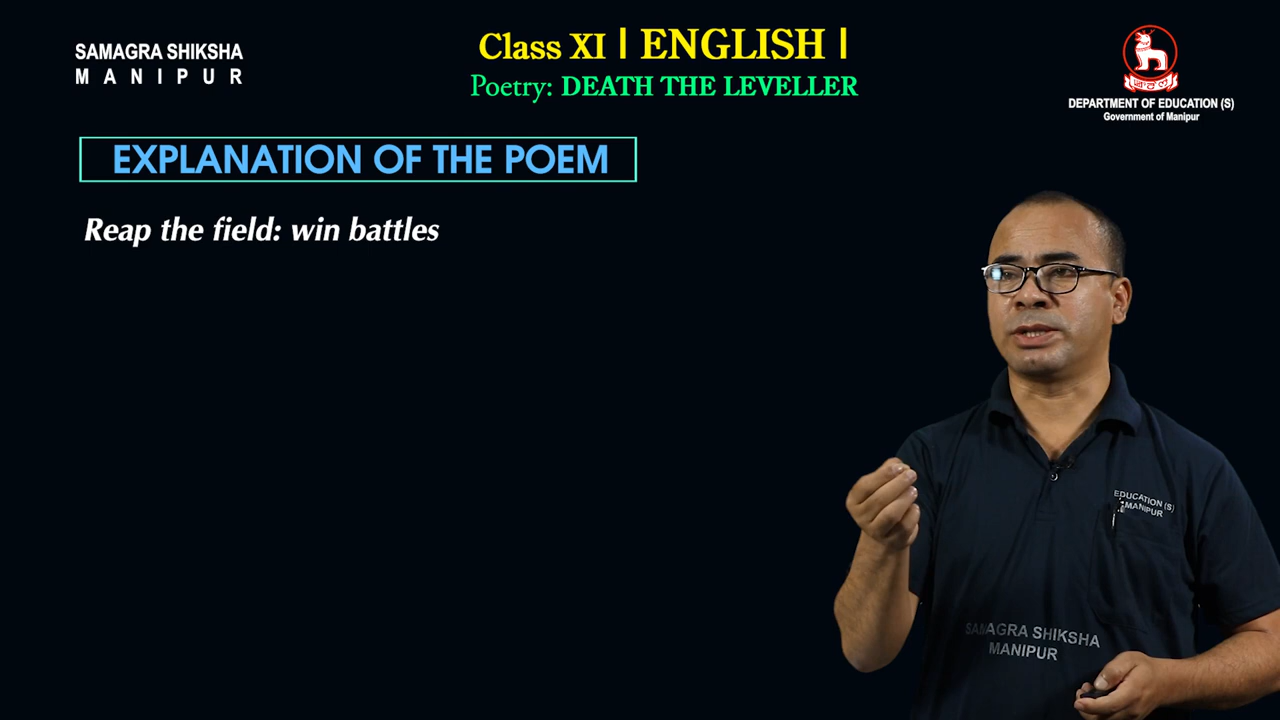 SAMAGRA SHIKSHA
MANIPUR
Class XI | ENGLISH |
Poetry: DEATH THE LEVELLER
DEPARTMENT OF EDUCATION (S)
Government of Manipur
EXPLANATION OF THE POEM
Reap the field: win battles
EDUCATION (S)
MANIPUR
SAMAGRA SHIKSHA
MANIPUR